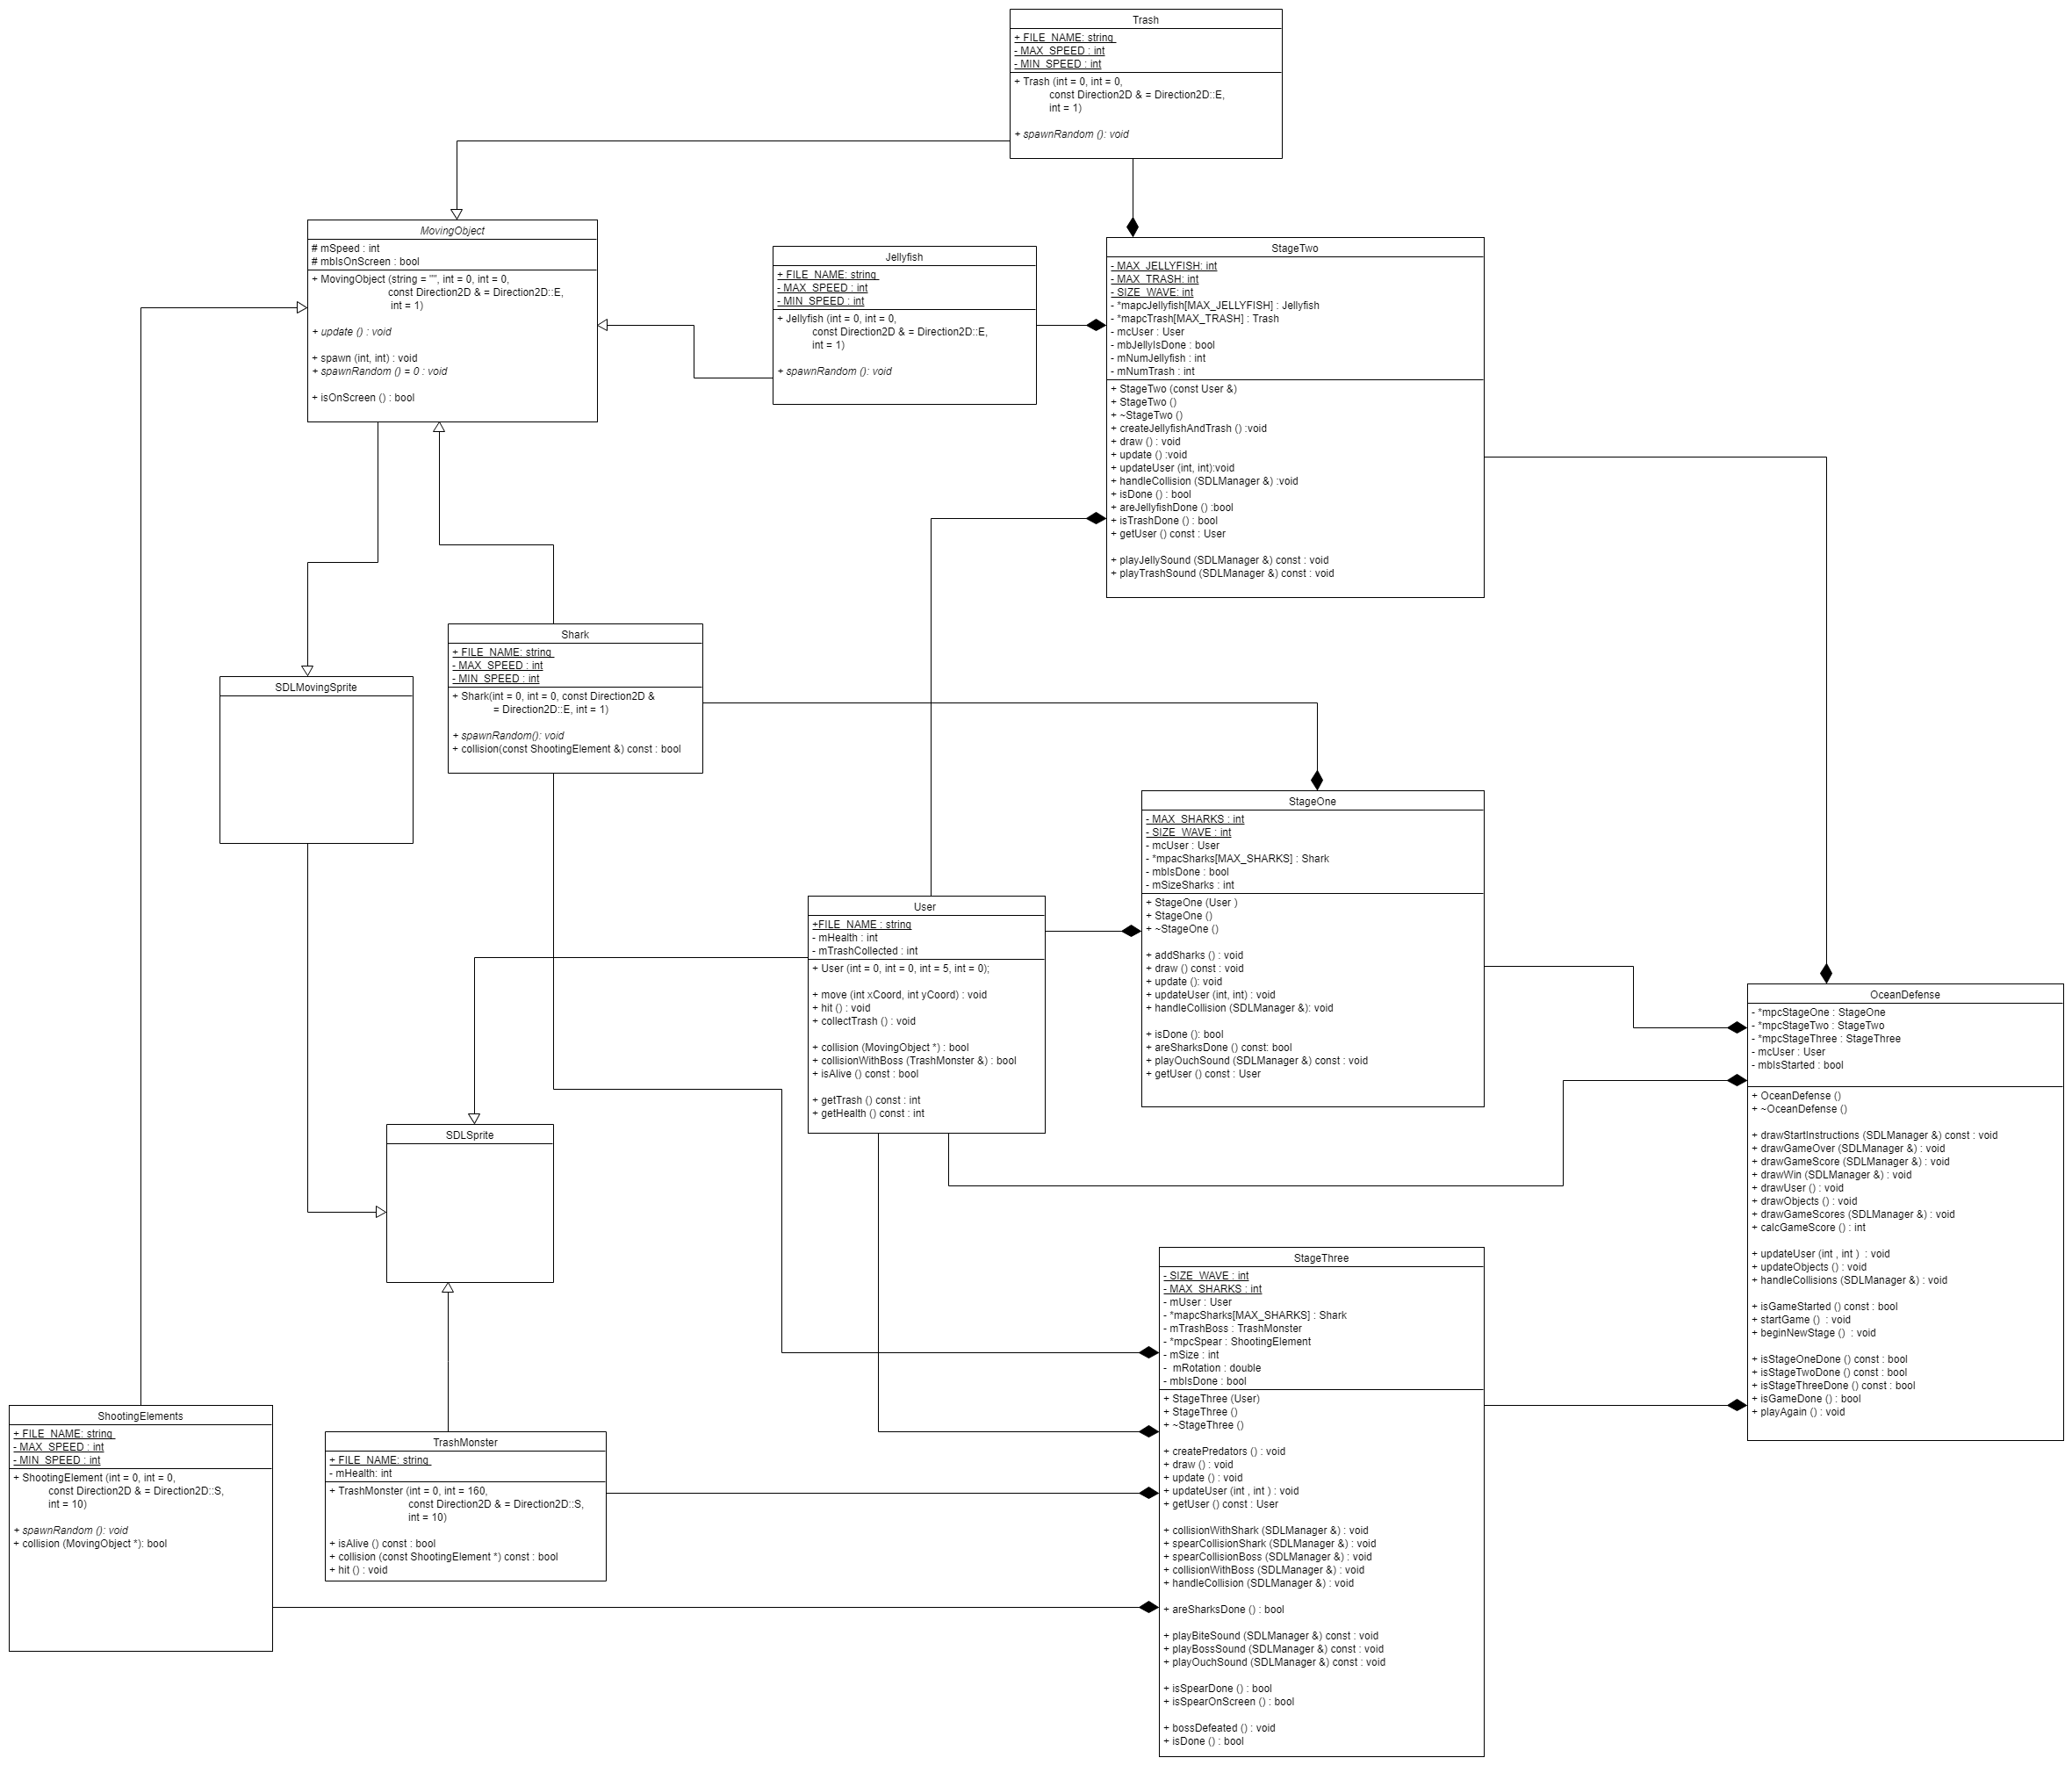 Trash
+ FILE_NAME: string
- MAX_SPEED : int
- MIN_SPEED : int
+ Trash (int = 0, int = 0,
const Direction2D & = Direction2D::E,
int = 1)
+ spawnRandom (): void
MovingObject
# mSpeed : int
# mbIsOnScreen : bool
+ MovingObject (string = "", int = 0, int = 0,
const Direction2D & = Direction2D::E,
int = 1)
+ update () : void
+ spawn (int, int) : void
+ spawnRandom () = 0 : void
+ isOnScreen () : bool
Jellyfish
+ FILE_NAME: string
- MAX_SPEED : int
- MIN_SPEED : int
+ Jellyfish (int = 0, int = 0,
const Direction2D & = Direction2D::E,
int = 1)
+ spawnRandom (): void
StageTwo
- MAX_JELLYFISH: int
- MAX_TRASH: int
- SIZE_WAVE: int
- *mapcJellyfish[MAX_JELLYFISH] : Jellyfish
- *mapcTrash[MAX_TRASH] : Trash
- mcUser : User
- mbJellyIsDone : bool
- mNumJellyfish : int
- mNumTrash : int
+ StageTwo (const User &)
+ StageTwo ()
+ ~StageTwo ()
+ createJellyfishAndTrash () :void
+ draw () : void
+ update () :void
+ updateUser (int, int):void
+ handleCollision (SDLManager &) :void
+ isDone () : bool
+ areJellyfishDone () :bool
+ isTrashDone () : bool
+ getUser () const : User
+ playJellySound (SDLManager &) const : void
+ playTrashSound (SDLManager &) const : void
Shark
+ FILE_NAME: string
- MAX_SPEED : int
- MIN_SPEED : int
+ Shark(int = 0, int = 0, const Direction2D &
= Direction2D::E, int = 1)
+ spawnRandom(): void
+ collision(const ShootingElement &) const : bool
SDLMovingSprite
StageOne
- MAX_SHARKS : int
- SIZE_WAVE : int
- mcUser : User
- *mpacSharks[MAX_SHARKS] : Shark
- mbIsDone : bool
- mSizeSharks : int
+ StageOne (User )
+ StageOne ()
+ ~StageOne ()
+ addSharks () : void
+ draw () const : void
+ update (): void
+ updateUser (int, int) : void
+ handleCollision (SDLManager &): void
+ isDone (): bool
+ areSharksDone () const: bool
+ playOuchSound (SDLManager &) const : void
+ getUser () const : User
User
+FILE_NAME : string
- mHealth : int
- mTrashCollected : int
+ User (int = 0, int = 0, int = 5, int = 0);
+ move (int xCoord, int yCoord) : void
+ hit () : void
+ collectTrash () : void
+ collision (MovingObject *) : bool
+ collisionWithBoss (TrashMonster &) : bool
+ isAlive () const : bool
+ getTrash () const : int
+ getHealth () const : int
OceanDefense
- *mpcStageOne : StageOne
- *mpcStageTwo : StageTwo
- *mpcStageThree : StageThree
- mcUser : User
- mbIsStarted : bool
+ OceanDefense ()
+ ~OceanDefense ()
+ drawStartInstructions (SDLManager &) const : void
+ drawGameOver (SDLManager &) : void
+ drawGameScore (SDLManager &) : void
+ drawWin (SDLManager &) : void
+ drawUser () : void
+ drawObjects () : void
+ drawGameScores (SDLManager &) : void
+ calcGameScore () : int
+ updateUser (int , int ) : void
+ updateObjects () : void
+ handleCollisions (SDLManager &) : void
+ isGameStarted () const : bool
+ startGame () : void
+ beginNewStage () : void
+ isStageOneDone () const : bool
+ isStageTwoDone () const : bool
+ isStageThreeDone () const : bool
+ isGameDone () : bool
+ playAgain () : void
SDLSprite
StageThree
- SIZE_WAVE : int
- MAX_SHARKS : int
- mUser : User
- *mapcSharks[MAX_SHARKS] : Shark
- mTrashBoss : TrashMonster
- *mpcSpear : ShootingElement
- mSize : int
- mRotation : double
- mbIsDone : bool
+ StageThree (User)
+ StageThree ()
+ ~StageThree ()
+ createPredators () : void
+ draw () : void
+ update () : void
+ updateUser (int , int ) : void
+ getUser () const : User
+ collisionWithShark (SDLManager &) : void
+ spearCollisionShark (SDLManager &) : void
+ spearCollisionBoss (SDLManager &) : void
+ collisionWithBoss (SDLManager &) : void
+ handleCollision (SDLManager &) : void
+ areSharksDone () : bool
+ playBiteSound (SDLManager &) const : void
+ playBossSound (SDLManager &) const : void
+ playOuchSound (SDLManager &) const : void
+ isSpearDone () : bool
+ isSpearOnScreen () : bool
+ bossDefeated () : void
+ isDone () : bool
ShootingElements
+ FILE_NAME: string
- MAX_SPEED : int
- MIN_SPEED : int
+ ShootingElement (int = 0, int = 0,
const Direction2D & = Direction2D::S,
int = 10)
+ spawnRandom (): void
+ collision (MovingObject *): bool
TrashMonster
+ FILE_NAME: string
- mHealth: int
+ TrashMonster (int = 0, int = 160,
const Direction2D & = Direction2D::S,
int = 10)
+ isAlive () const : bool
+ collision (const ShootingElement *) const : bool
+ hit () : void